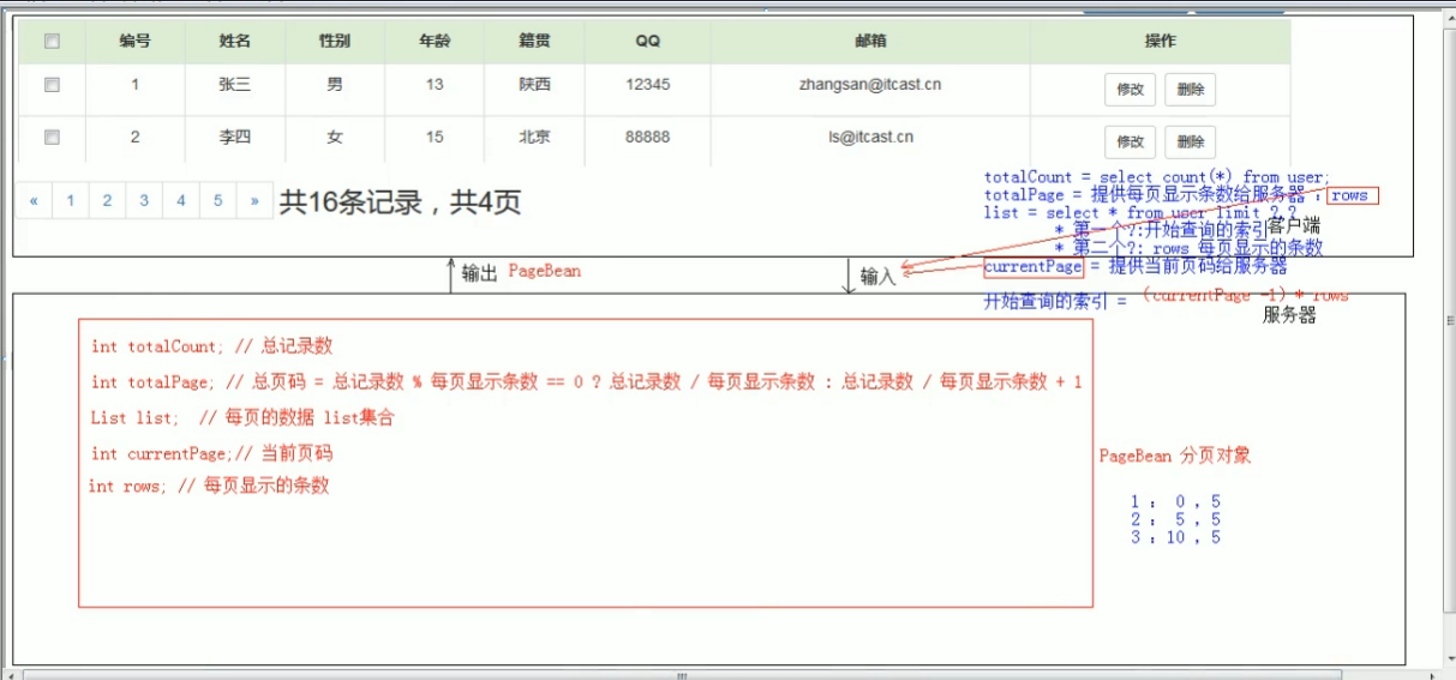 编号 姓名 性别 年龄 籍贯 QQ 邮箱 操作
1 张三 男 13 陕西 12345 zhangsan@itcast.cn 修改 删除
2 李四 女 15 北京 88888 ls@itcast.cn 修改 删除
« 1 2 3 4 5 » 共16条记录，共4页
totalCount = select count(*) from user;
totalPage = 提供每页显示条数给服务器 : rows
list = select * from user limit ?,?
* 第一个?:开始查询的索引
客户端
* 第二个?: rows 每页显示的条数
currentPage = 提供当前页码给服务器
输出 PageBean
输入
开始查询的索引 = (currentPage -1) * rows
服务器
int totalCount; // 总记录数
int totalPage; // 总页码 = 总记录数 % 每页显示条数 == 0 ? 总记录数 / 每页显示条数 : 总记录数 / 每页显示条数 + 1
List list; // 每页的数据 list集合
int currentPage;// 当前页码
PageBean 分页对象
int rows; // 每页显示的条数
1 : 0 , 5
2 : 5 , 5
3 : 10 , 5